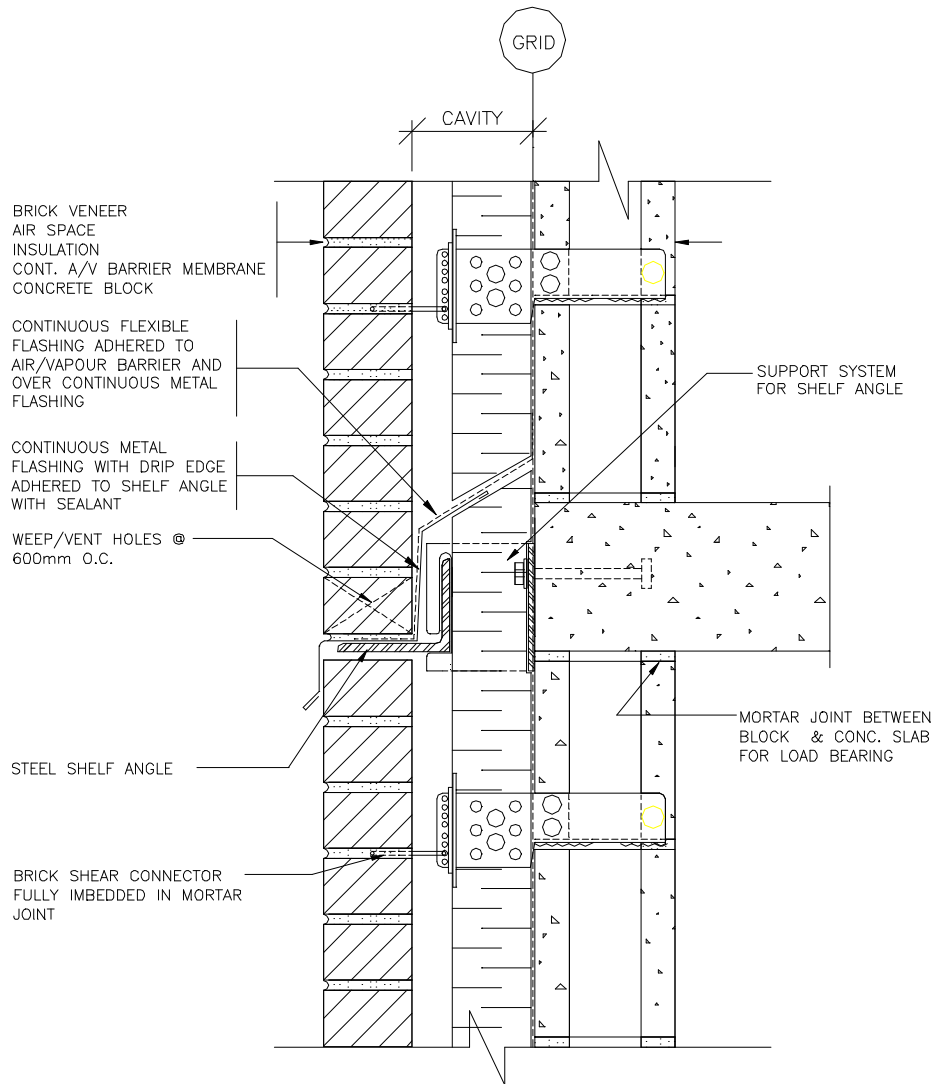 GRID
CAVITY
BRICK VENEER
AIR SPACE
INSULATION
CONT. A/V BARRIER MEMBRANE
CONCRETE BLOCK
CONTINUOUS FLEXIBLE
FLASHING ADHERED TO
AIR/VAPOUR BARRIER AND
OVER CONTINUOUS METAL
FLASHING
SUPPORT SYSTEM
FOR SHELF ANGLE
CONTINUOUS METAL
FLASHING WITH DRIP EDGE
ADHERED TO SHELF ANGLE
WITH SEALANT
WEEP/VENT HOLES @
600mm O.C.
MORTAR JOINT BETWEEN
BLOCK & CONC. SLAB
FOR LOAD BEARING
STEEL SHELF ANGLE
BRICK SHEAR CONNECTOR
FULLY IMBEDDED IN MORTAR
JOINT